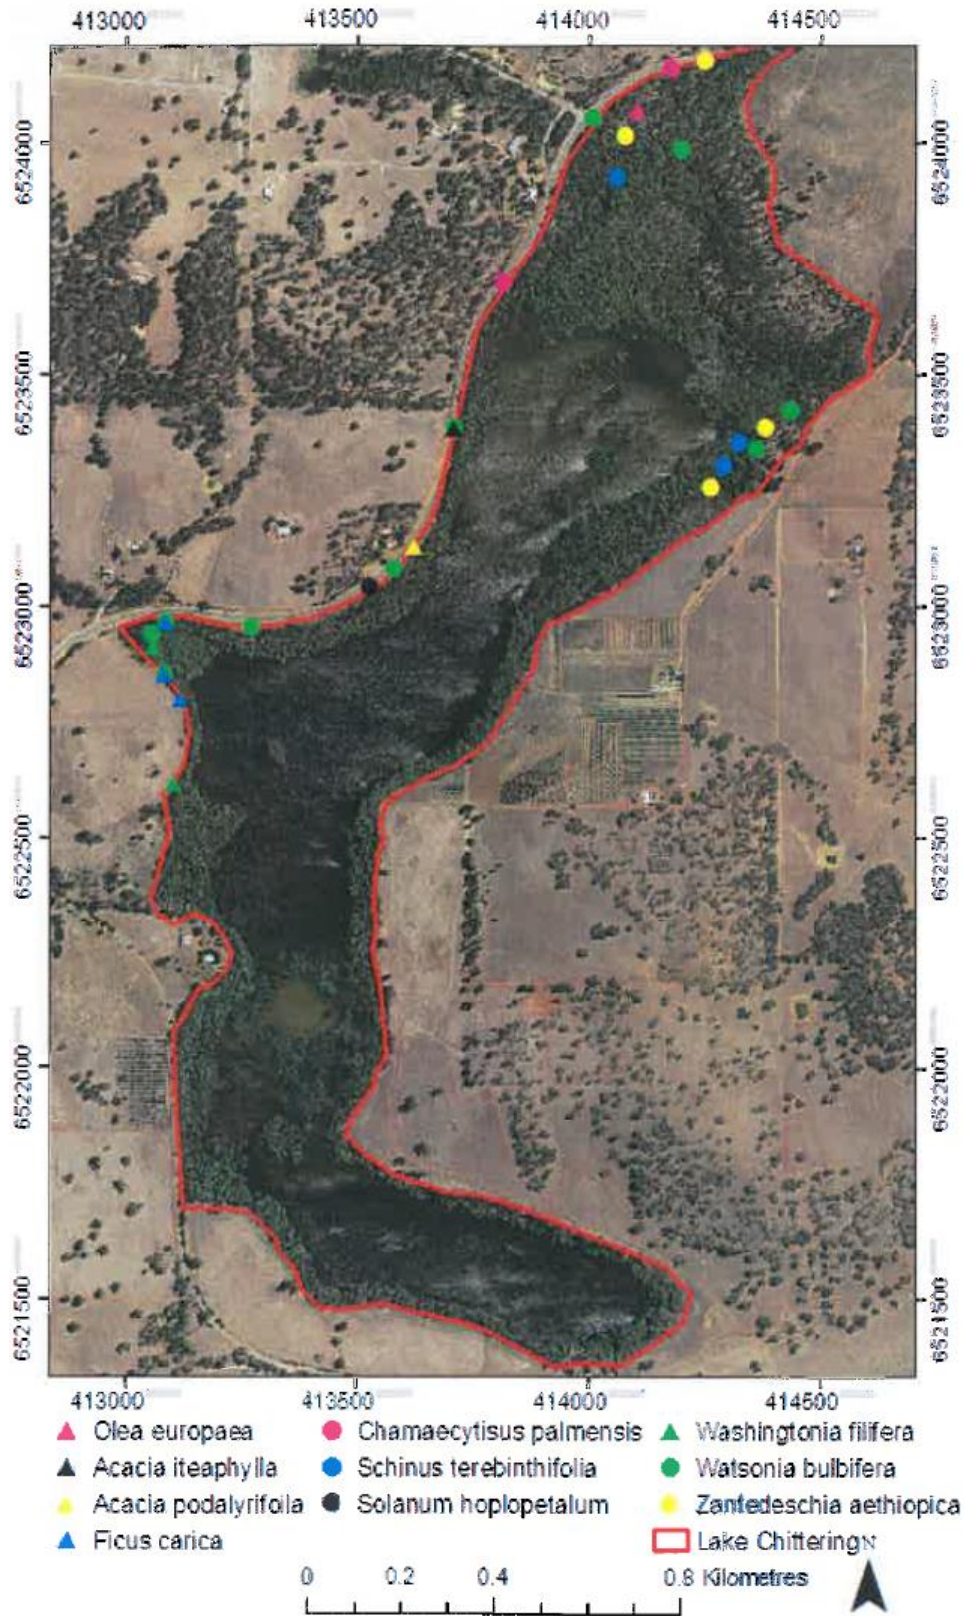 413000 413500 414000 414500
6524000 6524000
6523500 6523500
6523000 6523000
6522500 6522500
6522000 6522000
6521500 6521500
413000 413500 414000 414500
Olea europaea Chamaecytisus palmensis Washingtonia filifera
Acacia iteaphylla Schinus terebinthifolia Watsonia bulbifera
Acacia podalyrifolia Solanum hoplopetalum Zantedeschia aethiopica
Ficus carica Lake Chittering
0 0.2 0.4 0.8 Kilometres